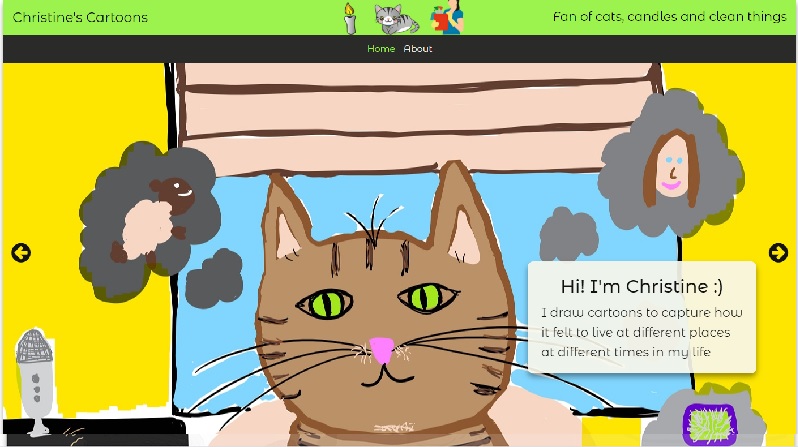 Christine's Cartoons
Fan of cats, candles and clean things
Home About
Hi! I'm Christine :)
I draw cartoons to capture how
it felt to live at different places
at different times in my life